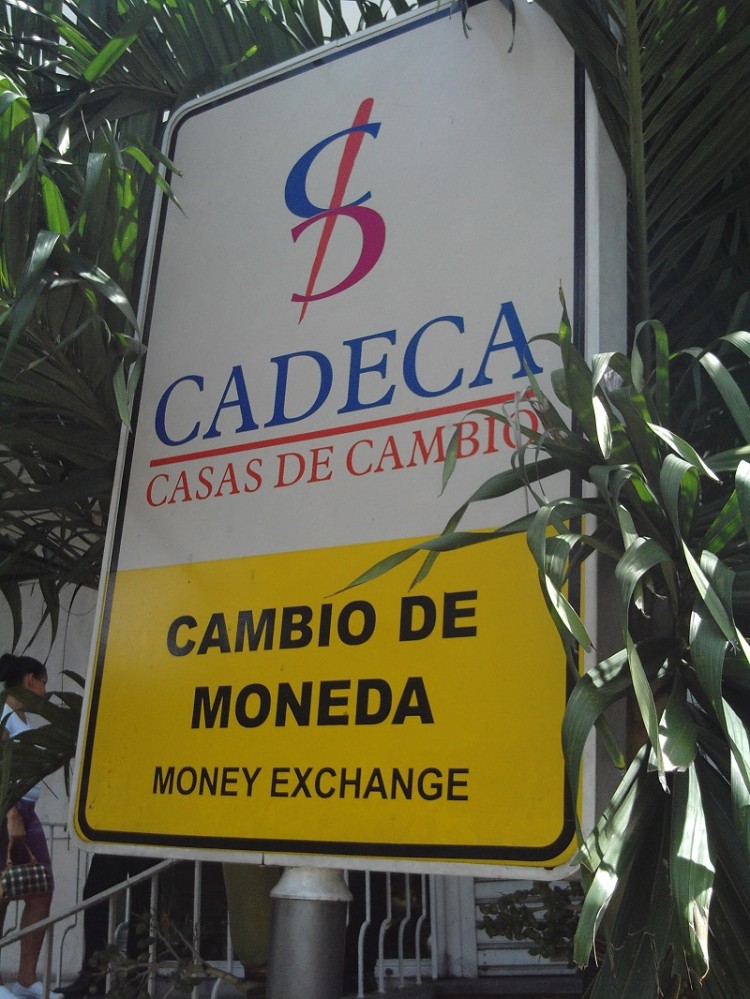 CADECA
CASAS DE CAMBIO
CAMBIO DE
MONEDA
MONEY EXCHANGE